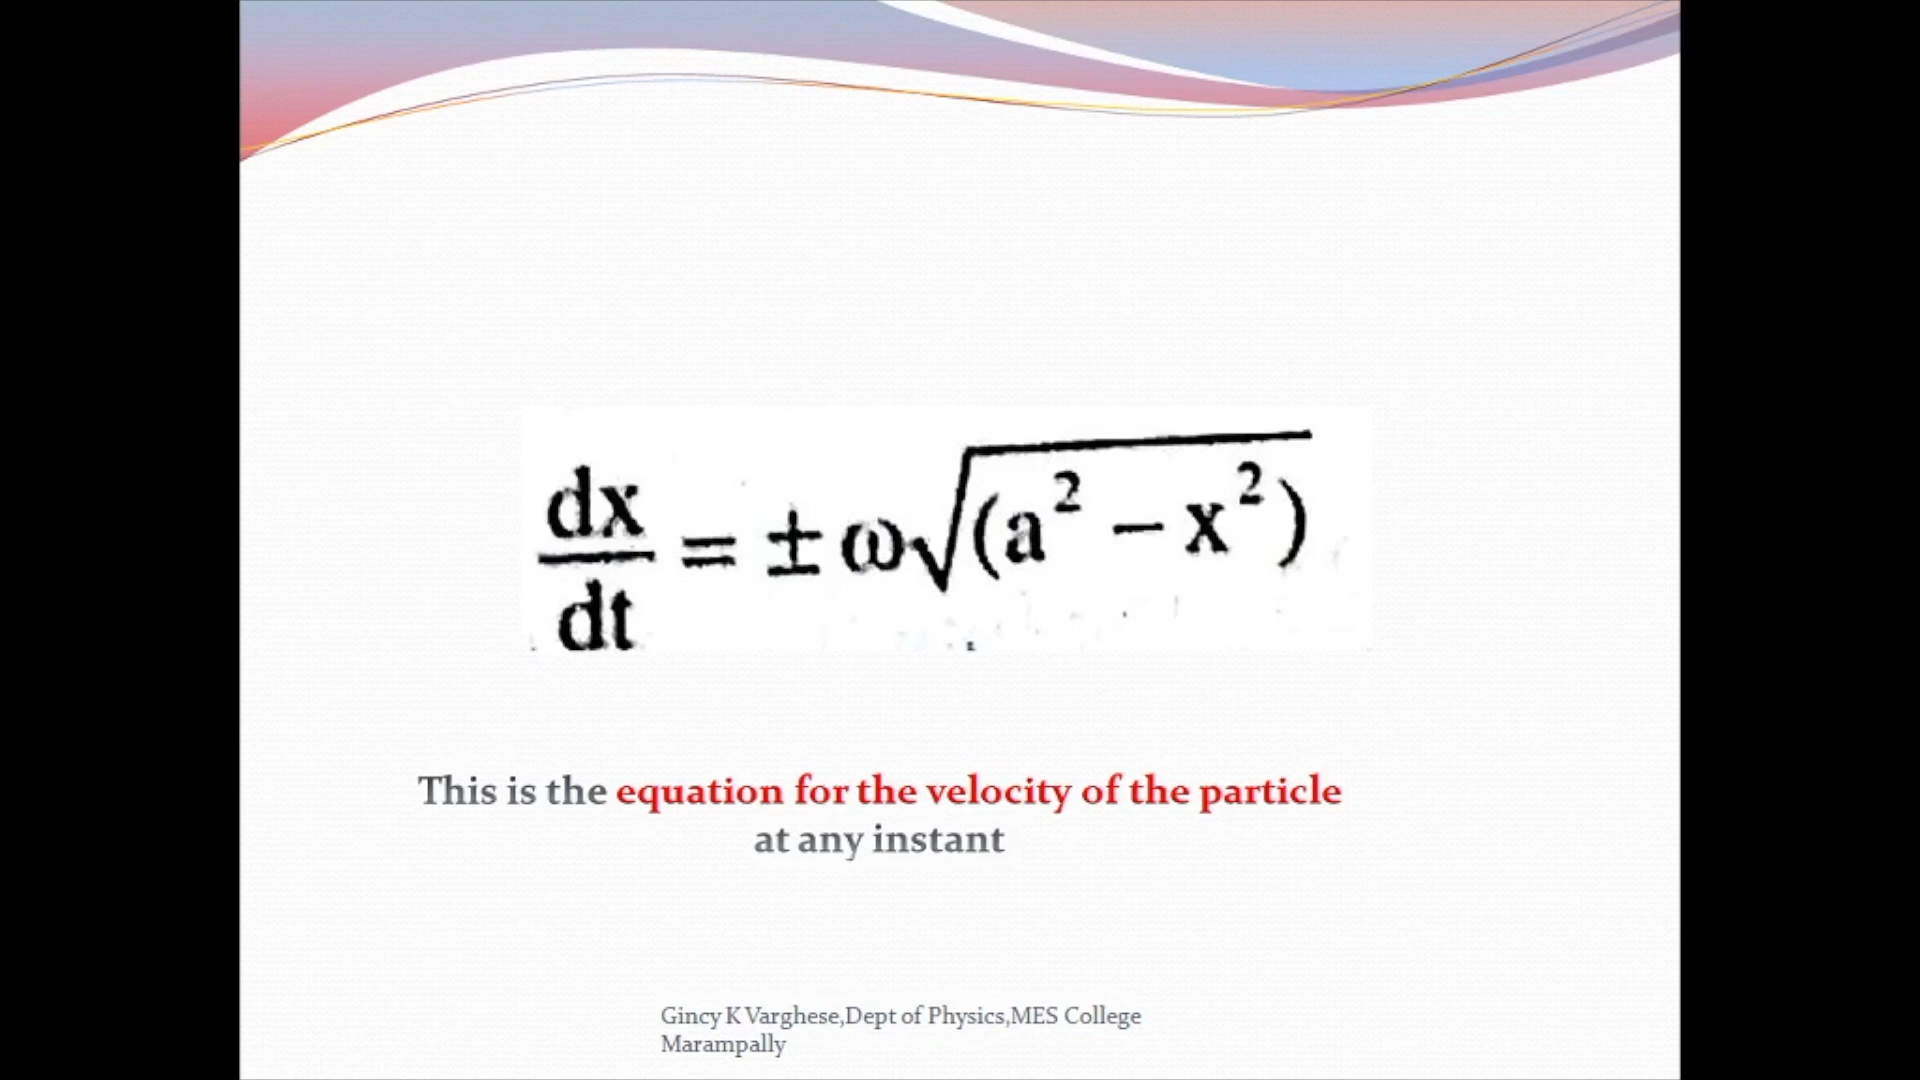 dx/dt = ± ω√(a² – x²)
This is the equation for the velocity of the particle
at any instant
Gincy K Varghese,Dept of Physics,MES College
Marampally